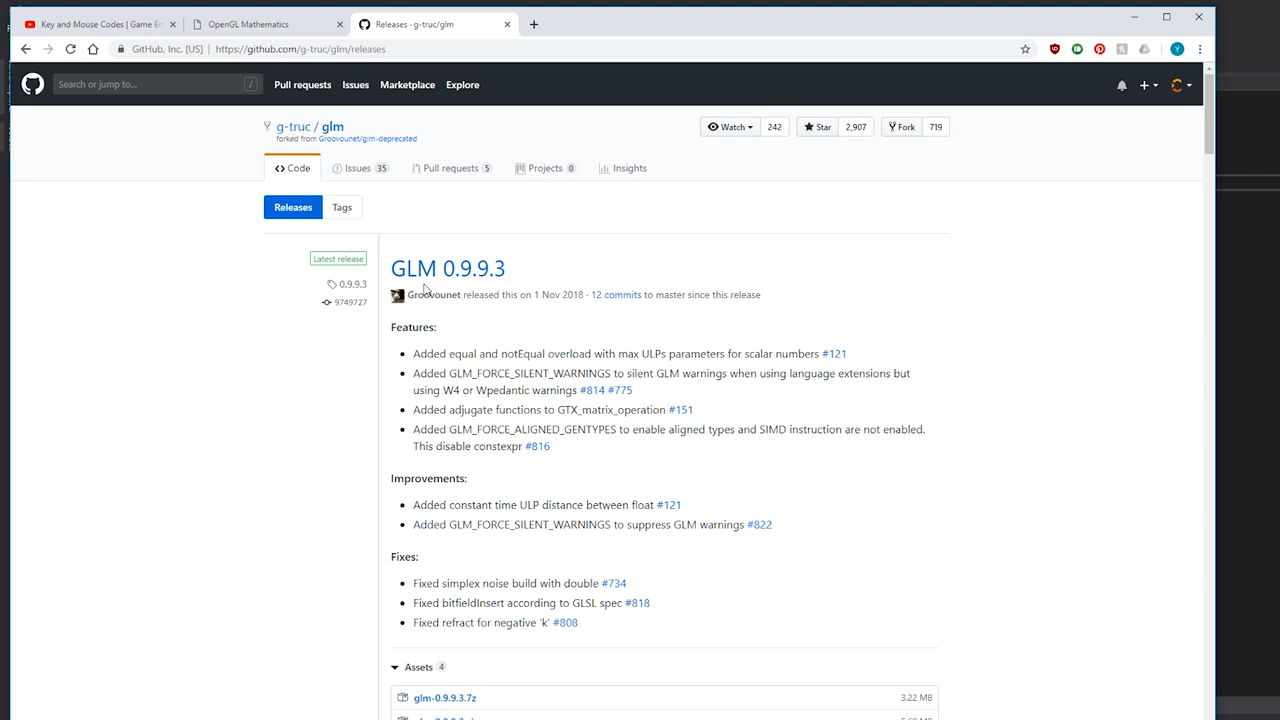 Key and Mouse Codes | Game En
OpenGL Mathematics
Releases · g-truc/glm
GitHub, Inc. [US]
https://github.com/g-truc/glm/releases
Search or jump to...
/
Pull requests
Issues
Marketplace
Explore
g-truc / glm
forked from Groovounet/glm-deprecated
Watch 242
Star 2,907
Fork 719
Code
Issues 35
Pull requests 5
Projects 0
Insights
Releases
Tags
Latest release
0.9.9.3
9749727
GLM 0.9.9.3
Groovounet released this on 1 Nov 2018 · 12 commits to master since this release
Features:
Added equal and notEqual overload with max ULPs parameters for scalar numbers #121
Added GLM_FORCE_SILENT_WARNINGS to silent GLM warnings when using language extensions but
using W4 or Wpedantic warnings #814 #775
Added adjugate functions to GTX_matrix_operation #151
Added GLM_FORCE_ALIGNED_GENTYPES to enable aligned types and SIMD instruction are not enabled.
This disable constexpr #816
Improvements:
Added constant time ULP distance between float #121
Added GLM_FORCE_SILENT_WARNINGS to suppress GLM warnings #822
Fixes:
Fixed simplex noise build with double #734
Fixed bitfieldInsert according to GLSL spec #818
Fixed refract for negative 'k' #808
Assets 4
glm-0.9.9.3.7z
3.22 MB